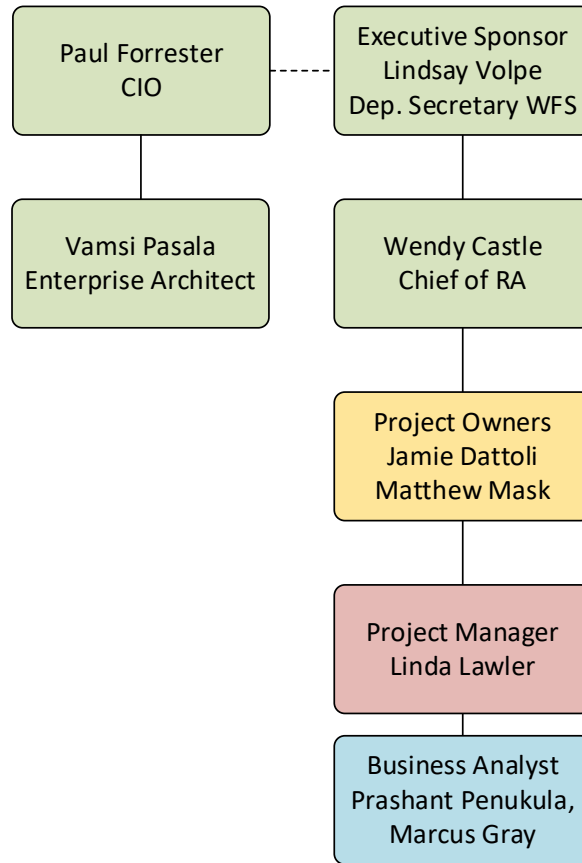 Paul Forrester
CIO
Executive Sponsor
Lindsay Volpe
Dep. Secretary WFS
Vamsi Pasala
Enterprise Architect
Wendy Castle
Chief of RA
Project Owners
Jamie Dattoli
Matthew Mask
Project Manager
Linda Lawler
Business Analyst
Prashant Penukula,
Marcus Gray